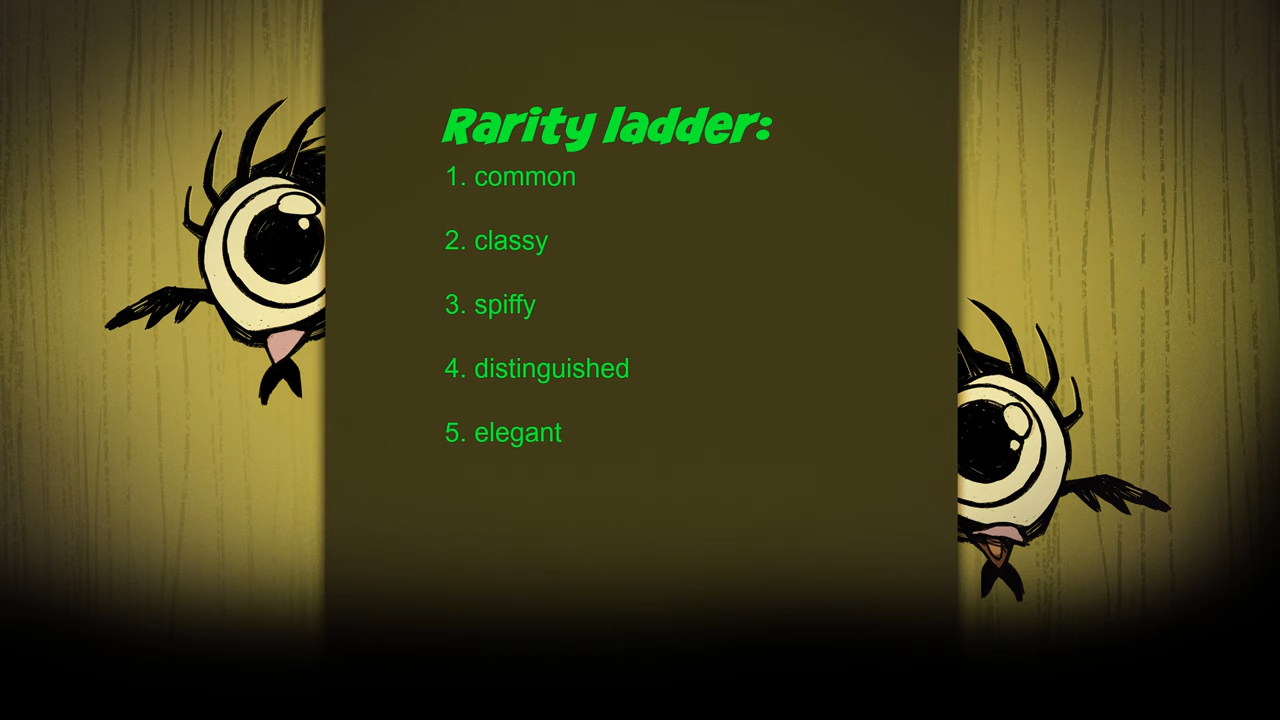 Rarity ladder:
1. common
2. classy
3. spiffy
4. distinguished
5. elegant